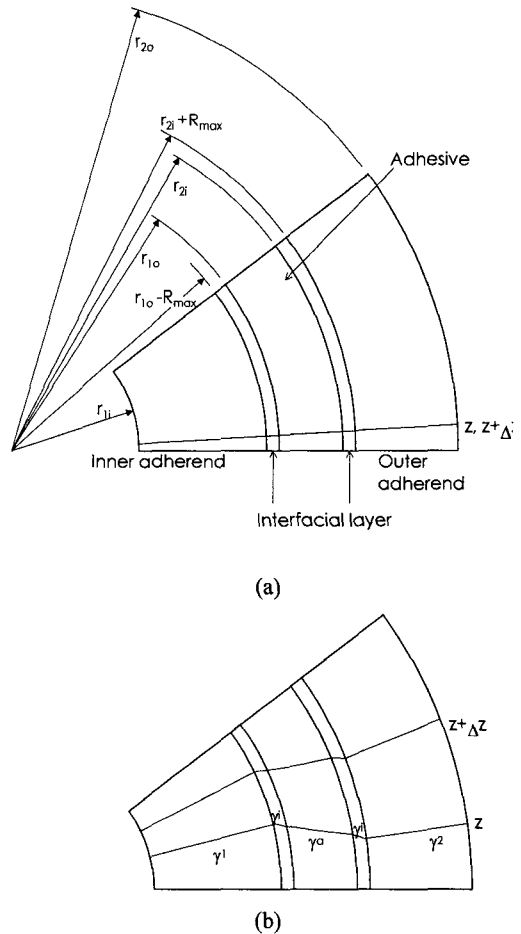 r2o
r2i+Rmax
Adhesive
r2i
r1o
r1o-Rmax
r1i
z, z+Δz
Inner adherend
Outer
adherend
Interfacial layer
(a)
z+Δz
z
γi
γi
γ1
γa
γ2
(b)